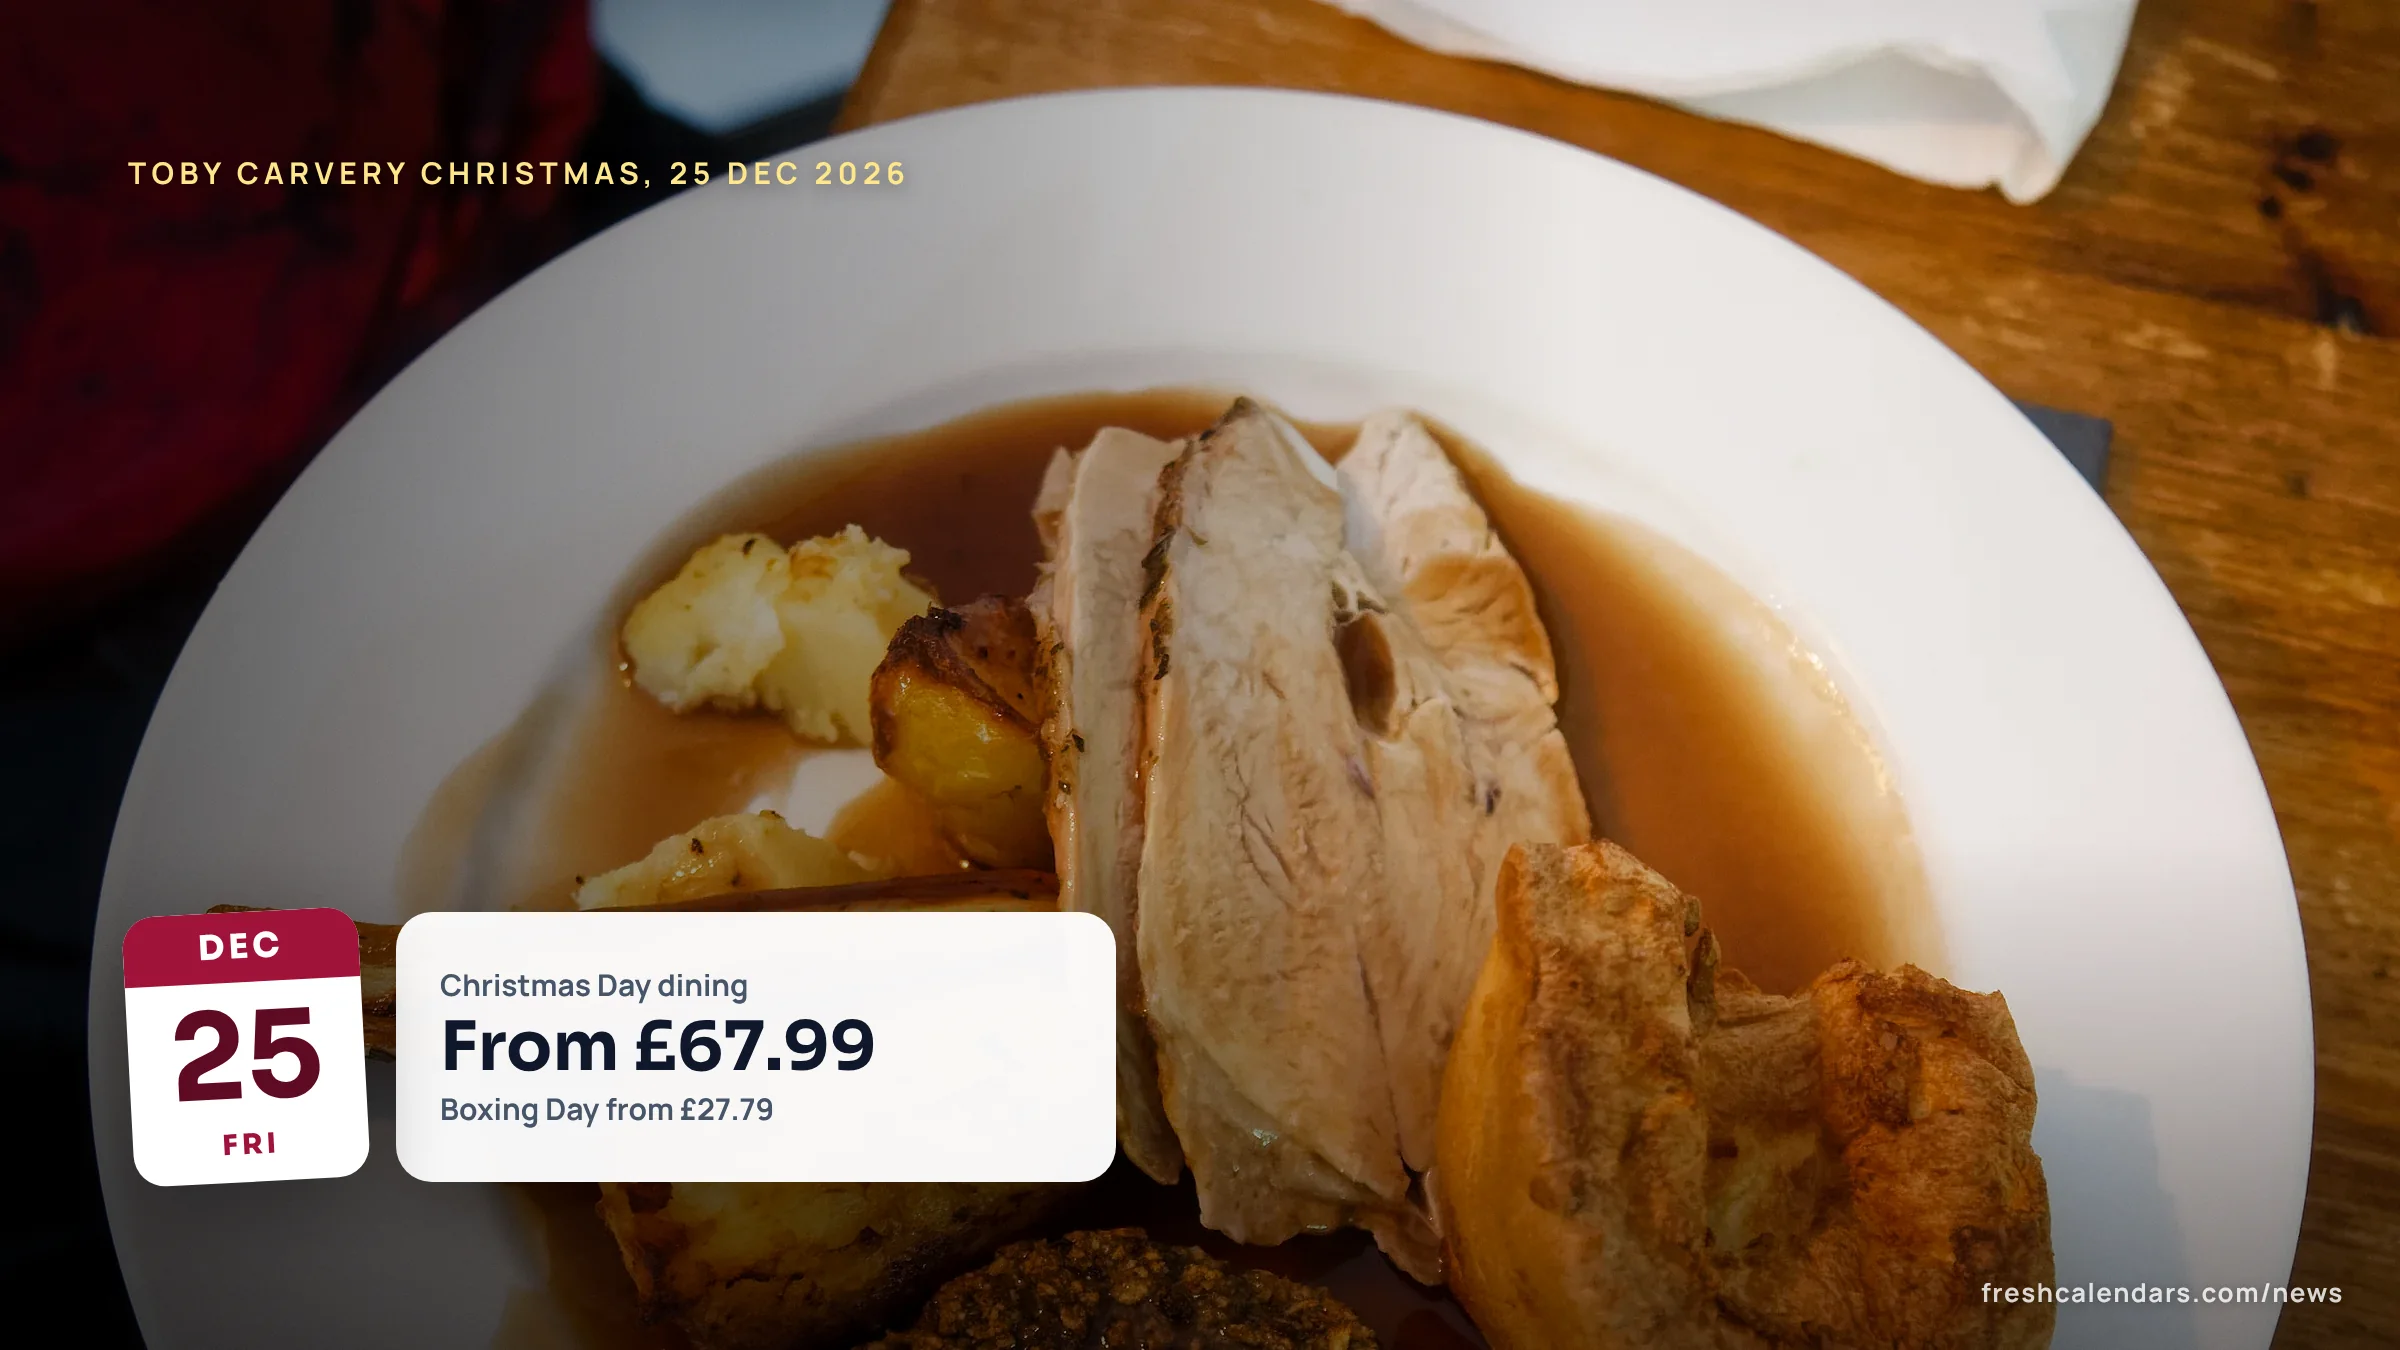 TOBY CARVERY CHRISTMAS, 25 DEC 2026
DEC
25
FRI
Christmas Day dining
From £67.99
Boxing Day from £27.79
freshcalendars.com/news